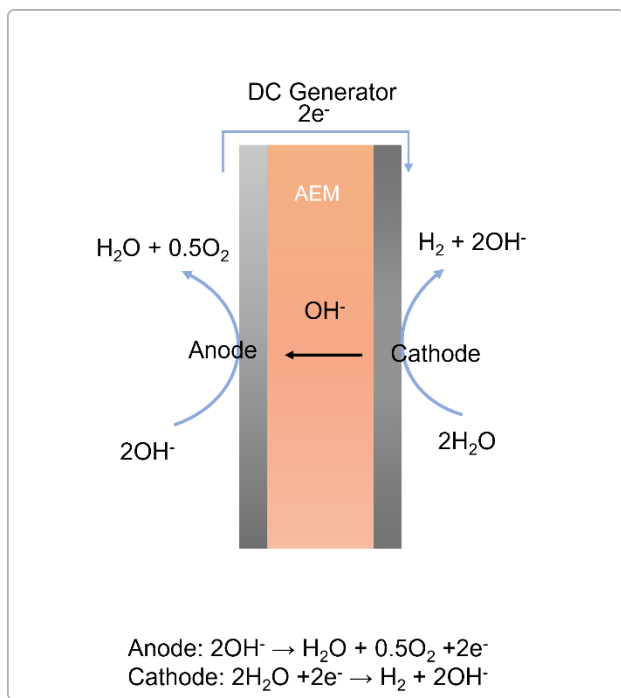 DC Generator
2e⁻
AEM
H₂O + 0.5O₂
H₂ + 2OH⁻
OH⁻
Anode
Cathode
2OH⁻
2H₂O
Anode: 2OH⁻ → H₂O + 0.5O₂ +2e⁻
Cathode: 2H₂O +2e⁻ → H₂ + 2OH⁻